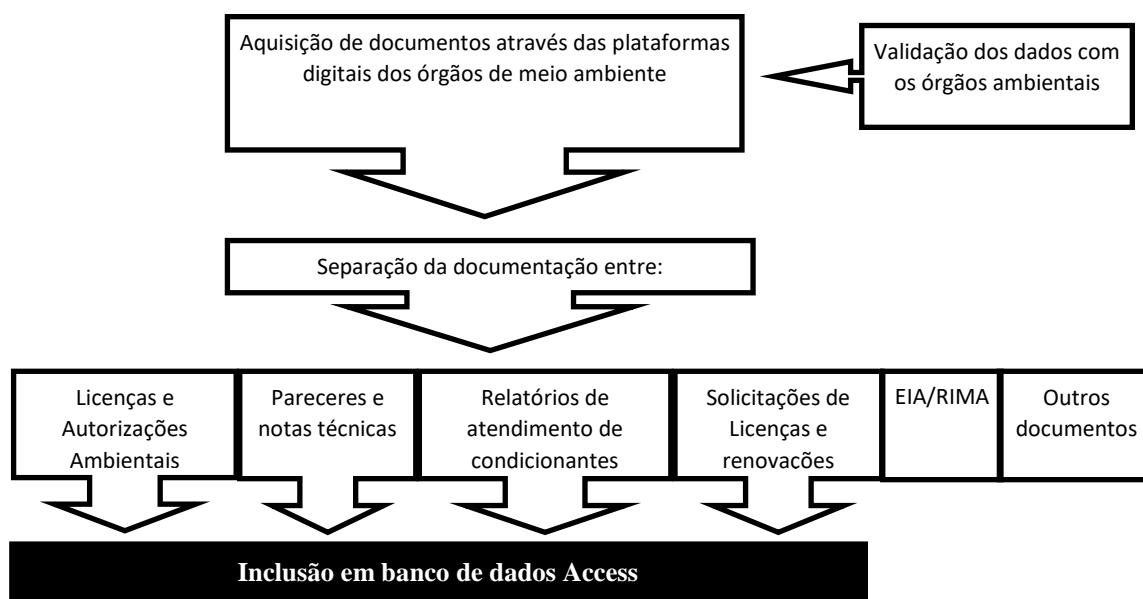 Aquisição de documentos através das plataformas
digitais dos órgãos de meio ambiente
Validação dos dados com
os órgãos ambientais
Separação da documentação entre:
Licenças e
Autorizações
Ambientais
Pareceres e
notas técnicas
Relatórios de
atendimento de
condicionantes
Solicitações de
Licenças e
renovações
EIA/RIMA
Outros
documentos
Inclusão em banco de dados Access